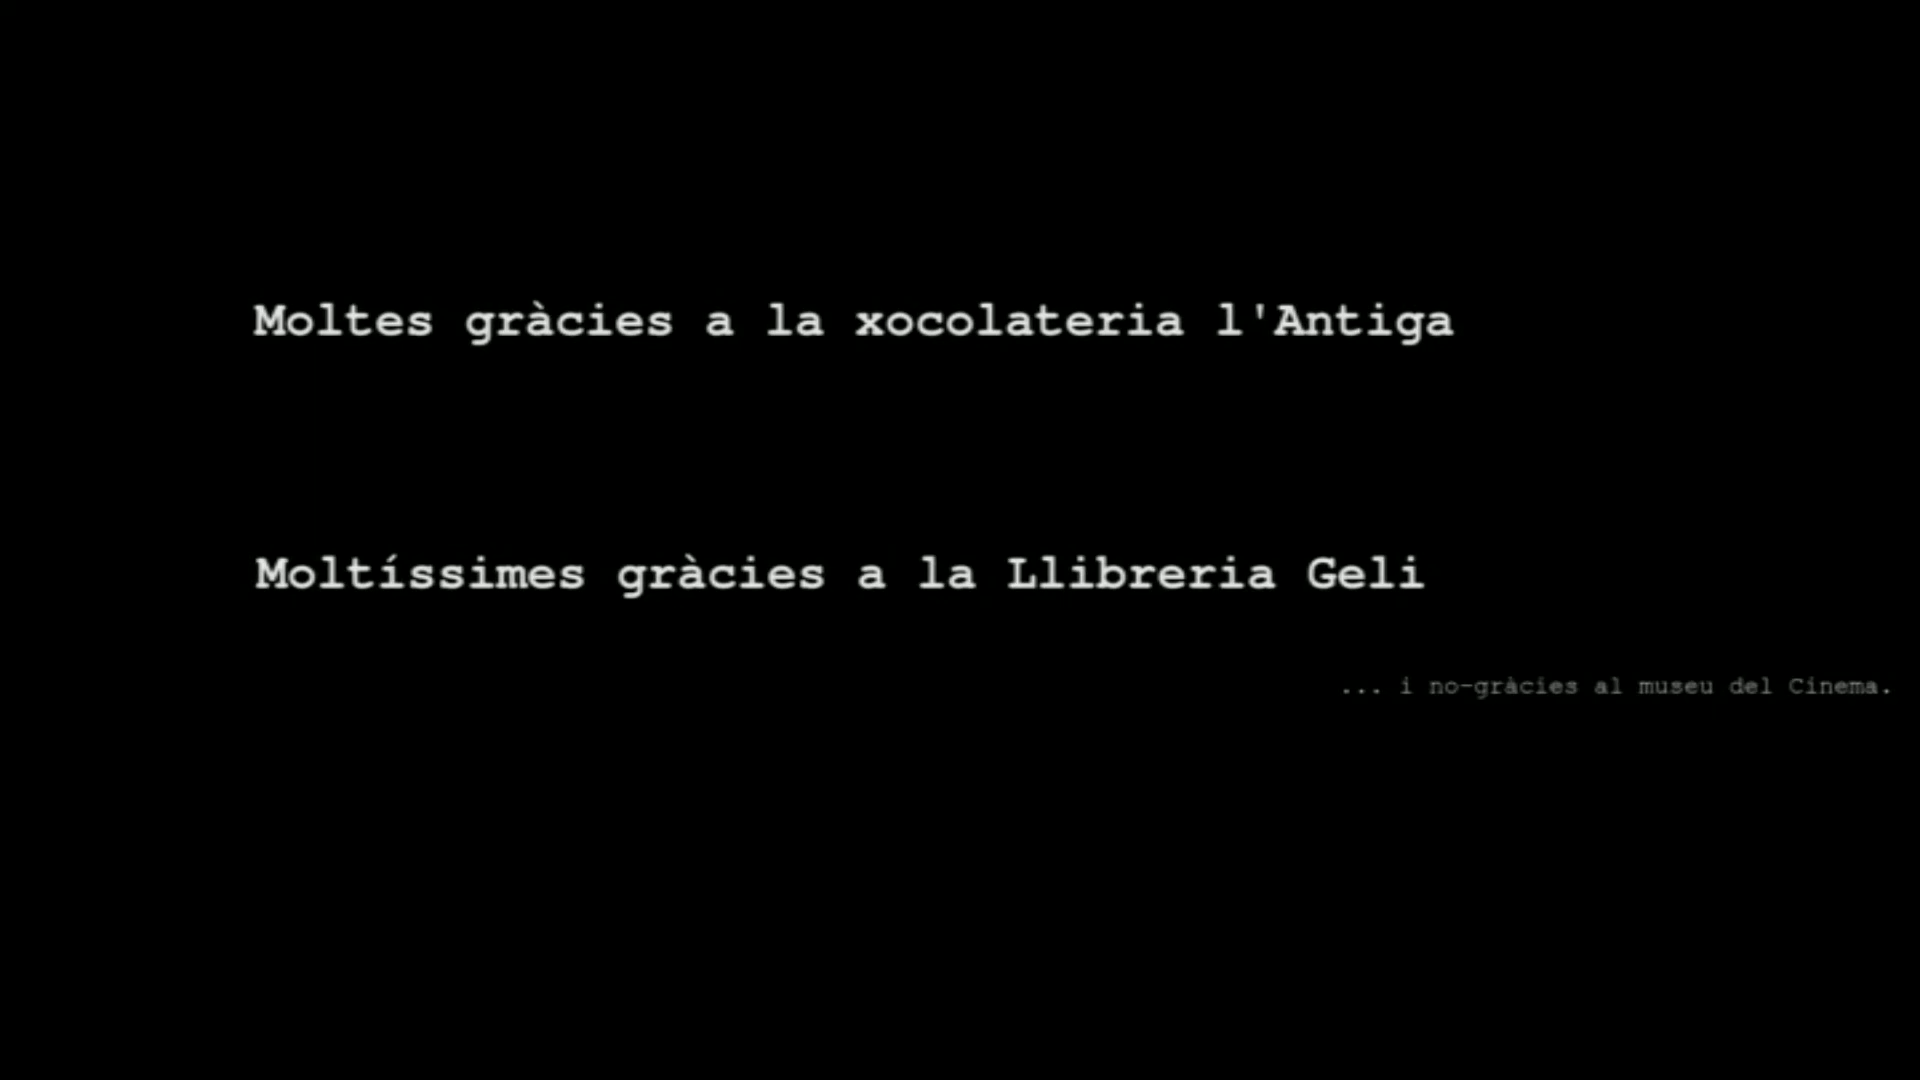 Moltes gràcies a la xocolateria l'Antiga
Moltíssimes gràcies a la Llibreria Geli
... i no-gràcies al museu del Cinema.